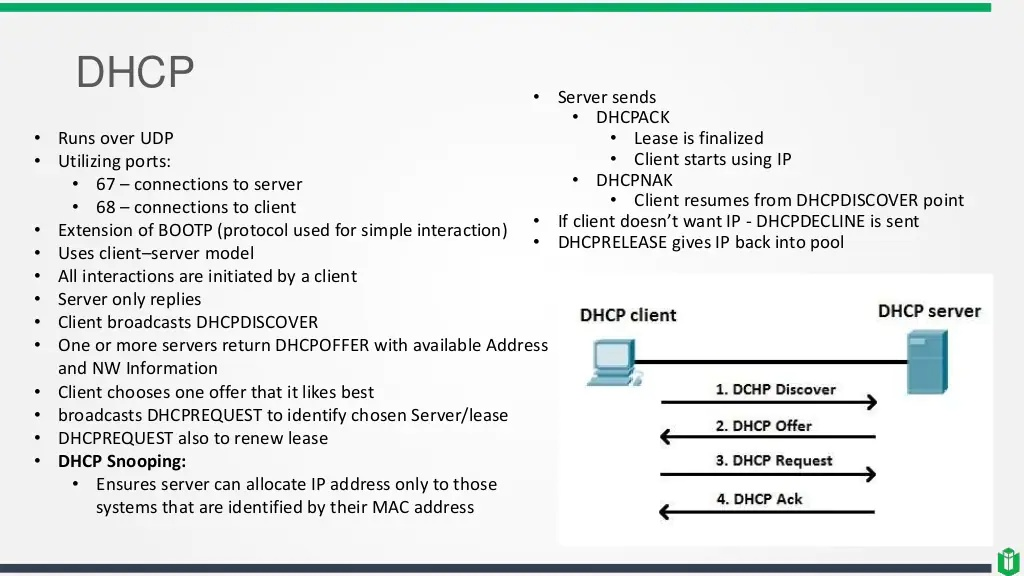 DHCP
• Runs over UDP
• Utilizing ports:
• 67 – connections to server
• 68 – connections to client
• Extension of BOOTP (protocol used for simple interaction)
• Uses client–server model
• All interactions are initiated by a client
• Server only replies
• Client broadcasts DHCPDISCOVER
• One or more servers return DHCPOFFER with available Address
and NW Information
• Client chooses one offer that it likes best
• broadcasts DHCPREQUEST to identify chosen Server/lease
• DHCPREQUEST also to renew lease
• DHCP Snooping:
• Ensures server can allocate IP address only to those
systems that are identified by their MAC address
• Server sends
• DHCPACK
• Lease is finalized
• Client starts using IP
• DHCPNAK
• Client resumes from DHCPDISCOVER point
• If client doesn’t want IP - DHCPDECLINE is sent
• DHCPRELEASE gives IP back into pool
DHCP client
DHCP server
1. DCHP Discover
2. DHCP Offer
3. DHCP Request
4. DHCP Ack